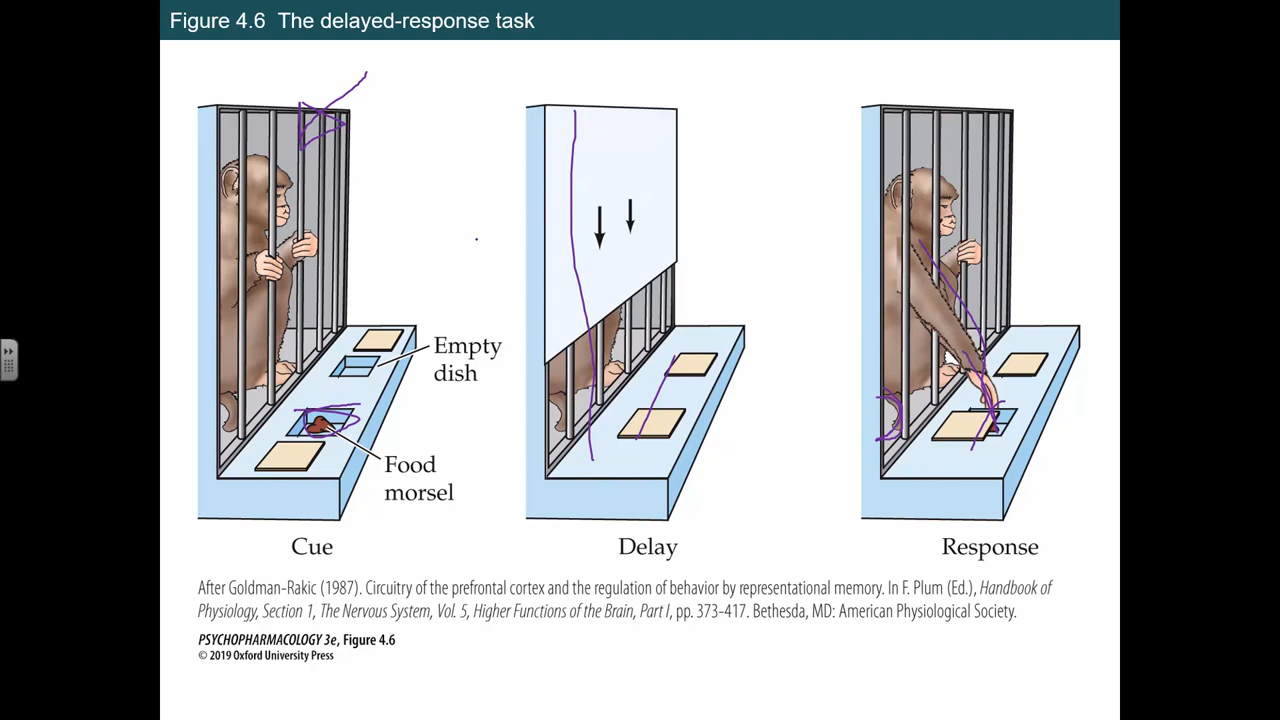 Figure 4.6 The delayed-response task
Empty
dish
Food
morsel
Cue
Delay
Response
After Goldman-Rakic (1987). Circuitry of the prefrontal cortex and the regulation of behavior by representational memory. In F. Plum (Ed.), Handbook of
Physiology, Section 1, The Nervous System, Vol. 5, Higher Functions of the Brain, Part I, pp. 373–417. Bethesda, MD: American Physiological Society.
PSYCHOPHARMACOLOGY 3e, Figure 4.6
© 2019 Oxford University Press